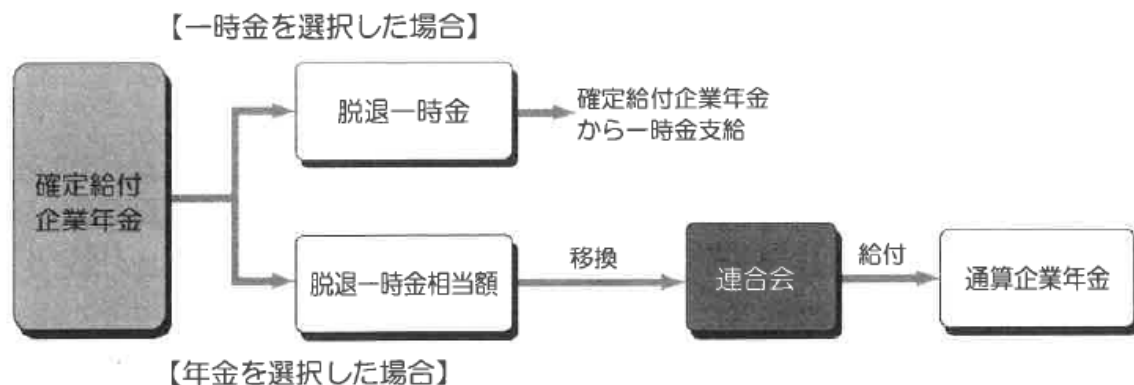 【一時金を選択した場合】
脱退一時金
確定給付企業年金
から一時金支給
確定給付
企業年金
脱退一時金相当額
移換
連合会
給付
通算企業年金
【年金を選択した場合】